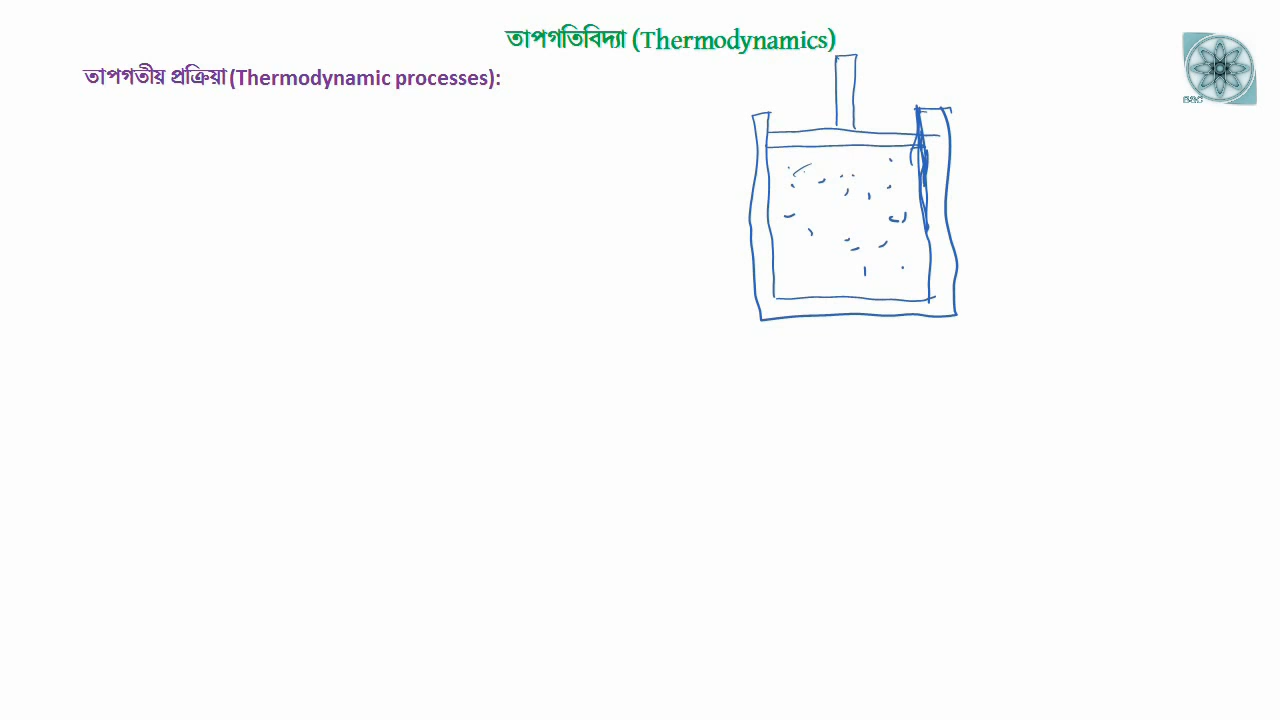 তাপগতিবিদ্যা (Thermodynamics)
তাপগতীয় প্রক্রিয়া (Thermodynamic processes):